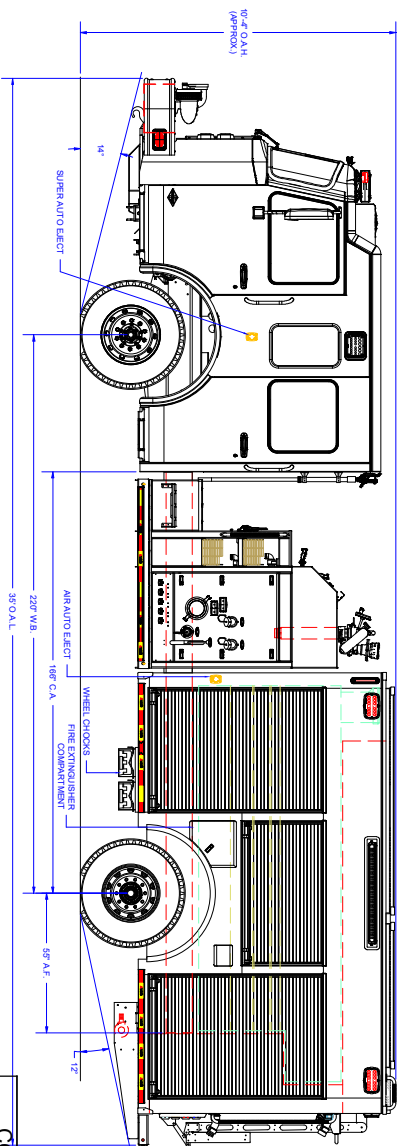 10'-4" O.A.H.
(APPROX.)
14"
SUPER AUTO EJECT
220" W.B.
35' O.A.L.
166" C.A.
AIR AUTO EJECT
WHEEL CHOCKS
FIRE EXTINGUISHER
COMPARTMENT
55" A.F.
12"